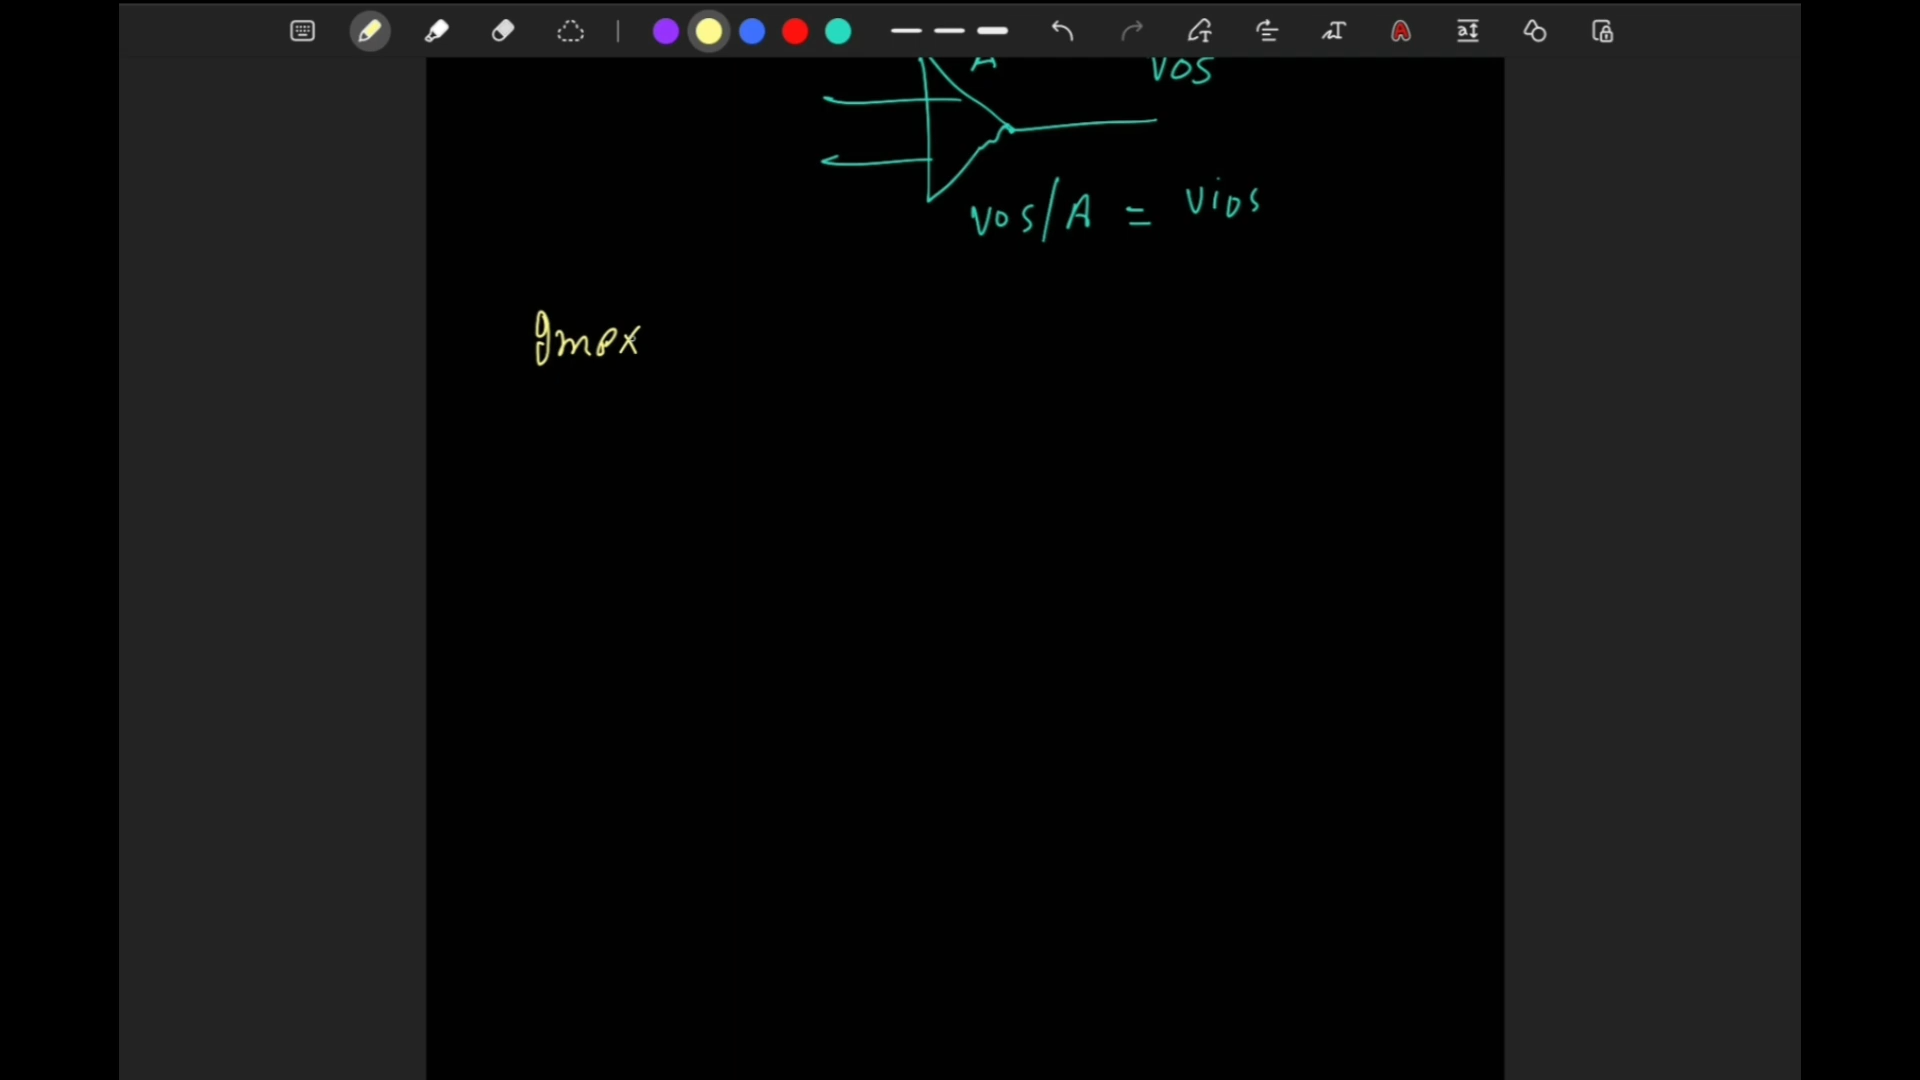 A
VOS
VOS/A = ViOS
gmex